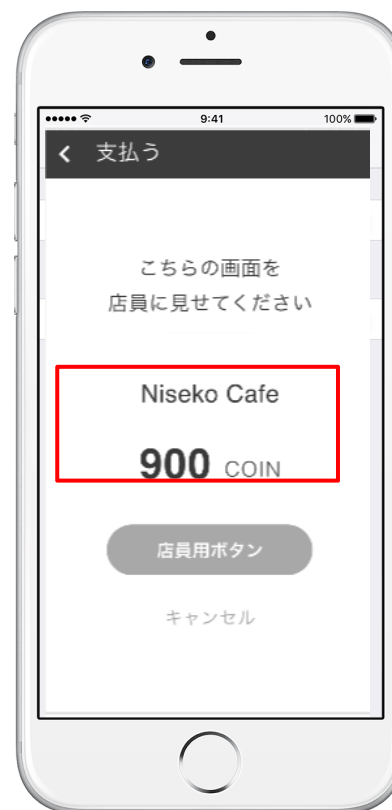 9:41
100%
支払う
こちらの画面を
店員に見せてください
Niseko Cafe
900 COIN
店員用ボタン
キャンセル